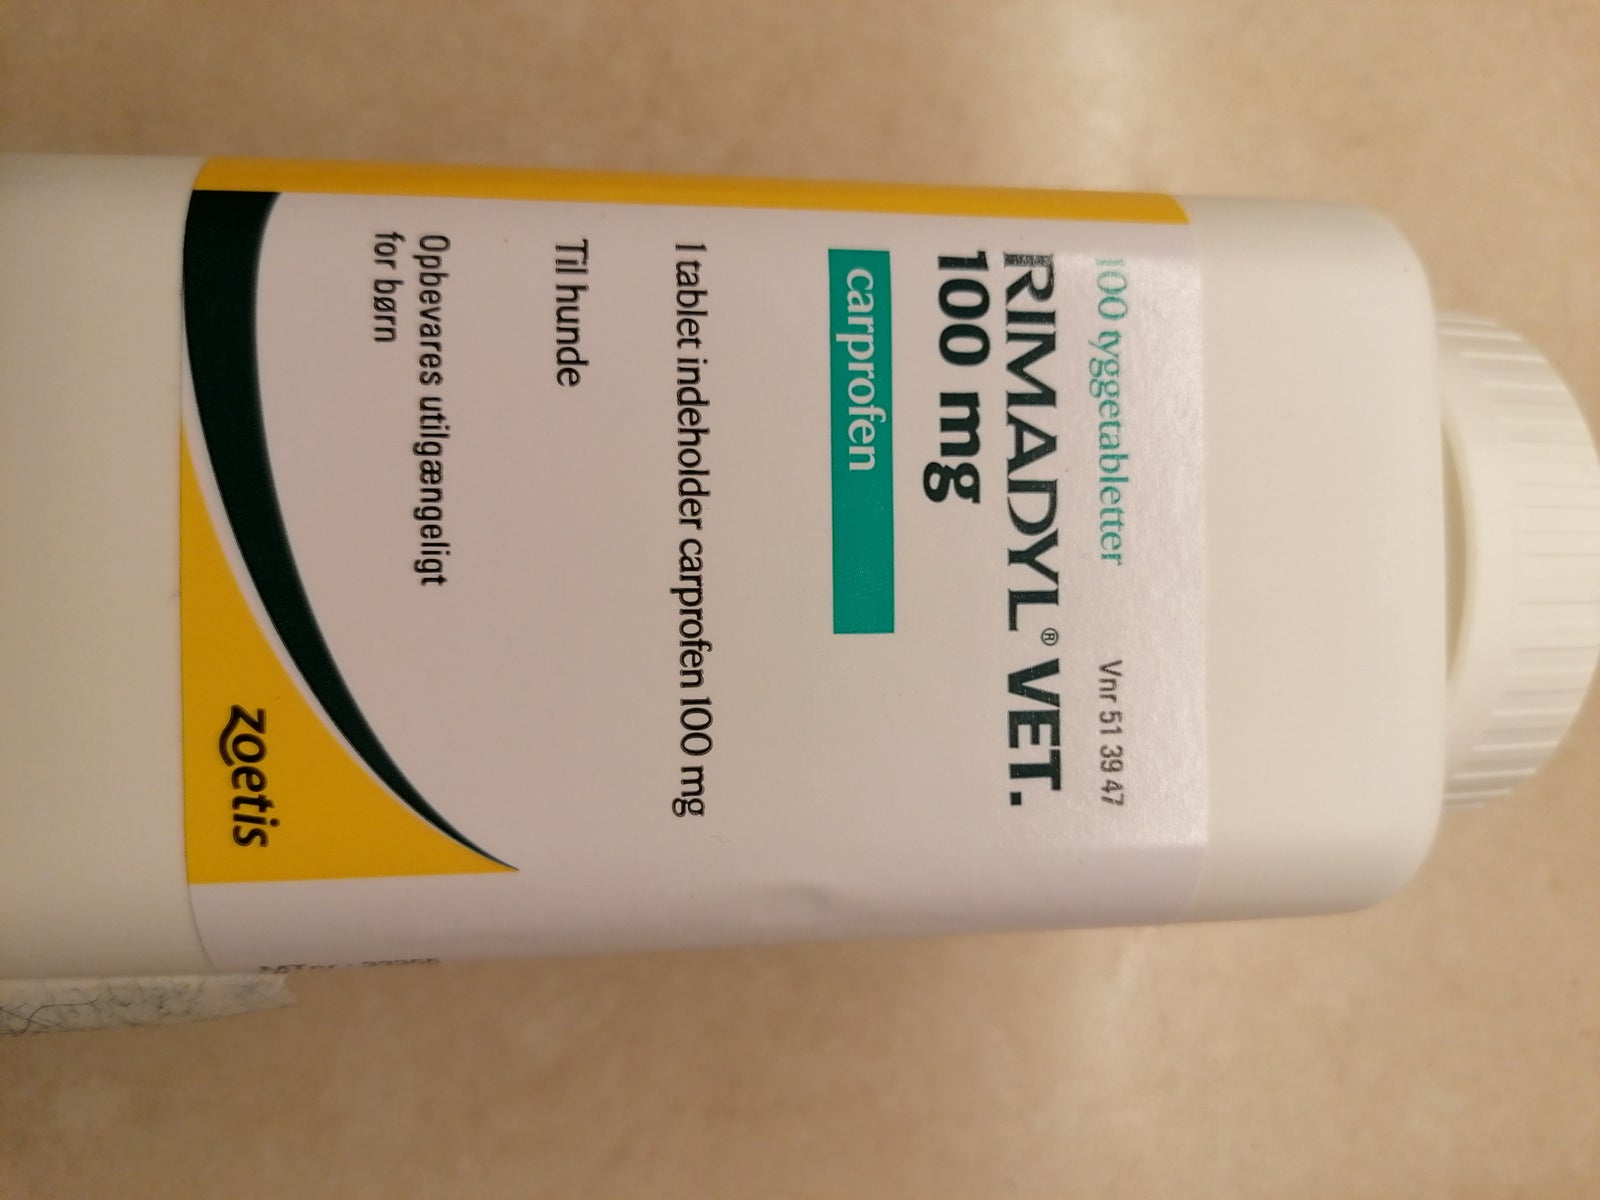 100 tyggetabletter Vnr 51 39 47
RIMADYL® VET.
100 mg
carprofen
1 tablet indeholder carprofen 100 mg
Til hunde
Opbevares utilgængeligt
for børn
zoetis